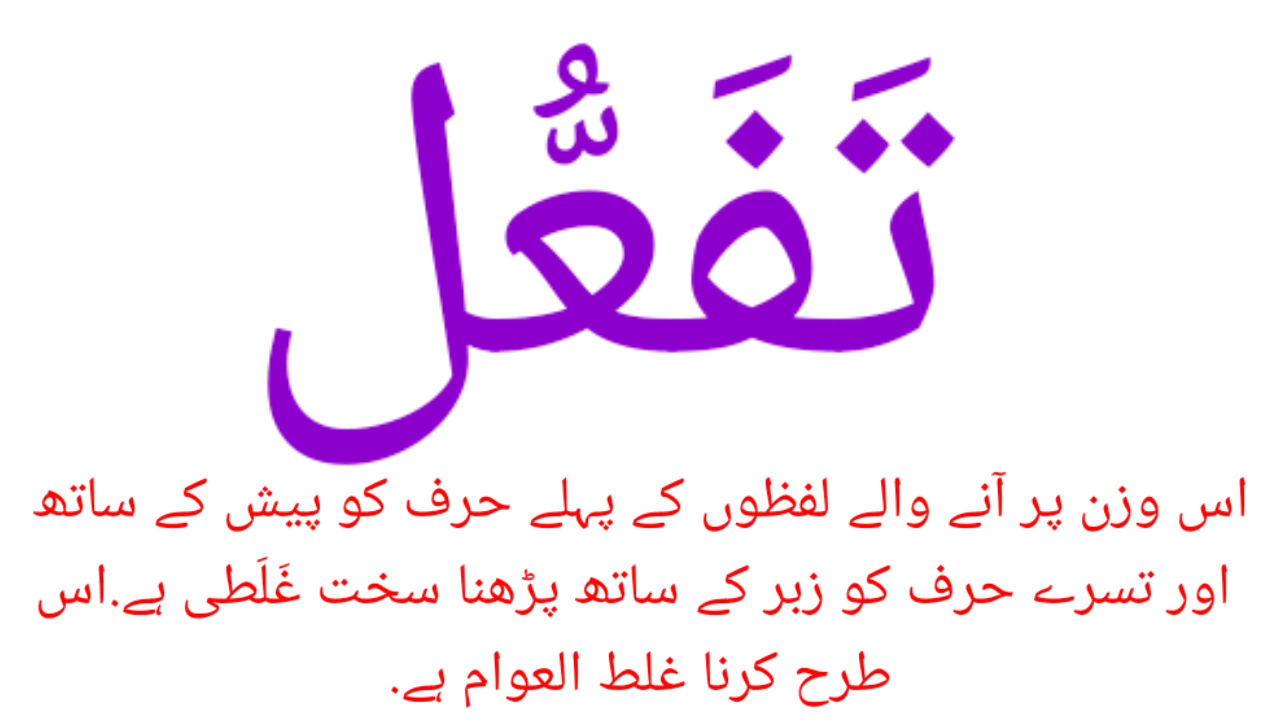 تَفَعُّل
اس وزن پر آنے والے لفظوں کے پہلے حرف کو پیش کے ساتھ
اور تسرے حرف کو زبر کے ساتھ پڑھنا سخت غَلَطی ہے.اس
طرح کرنا غلط العوام ہے.